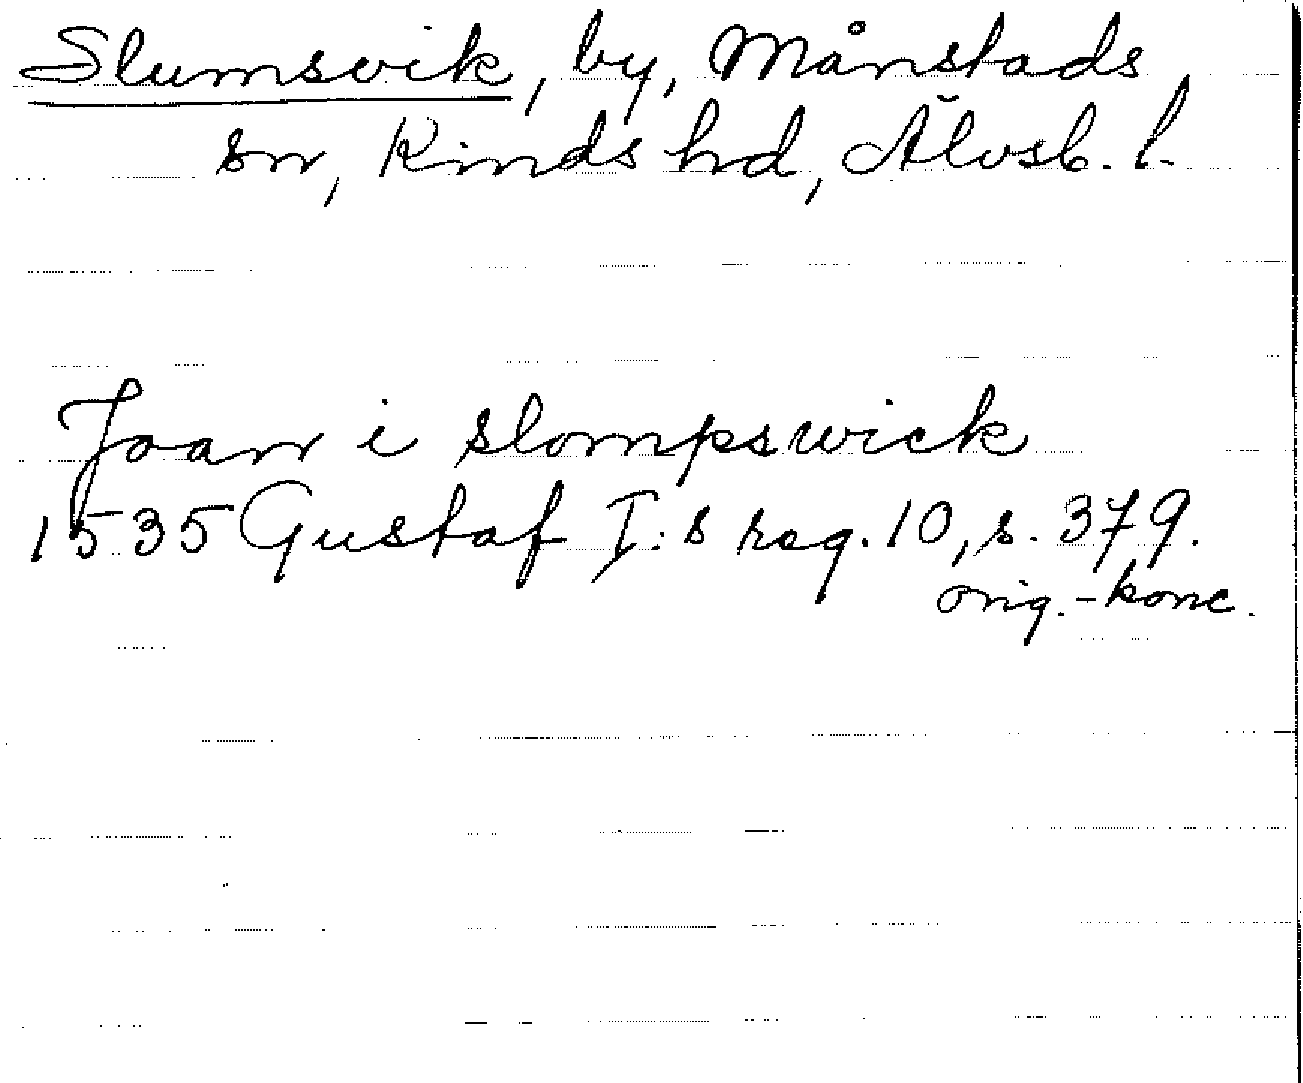 Slumsvik, by, Månstads
sn, Kinds hd, Älvsb. l.
Joan i slompswick
1535 Gustaf I:s reg. 10, s. 379.
orig.-konc.